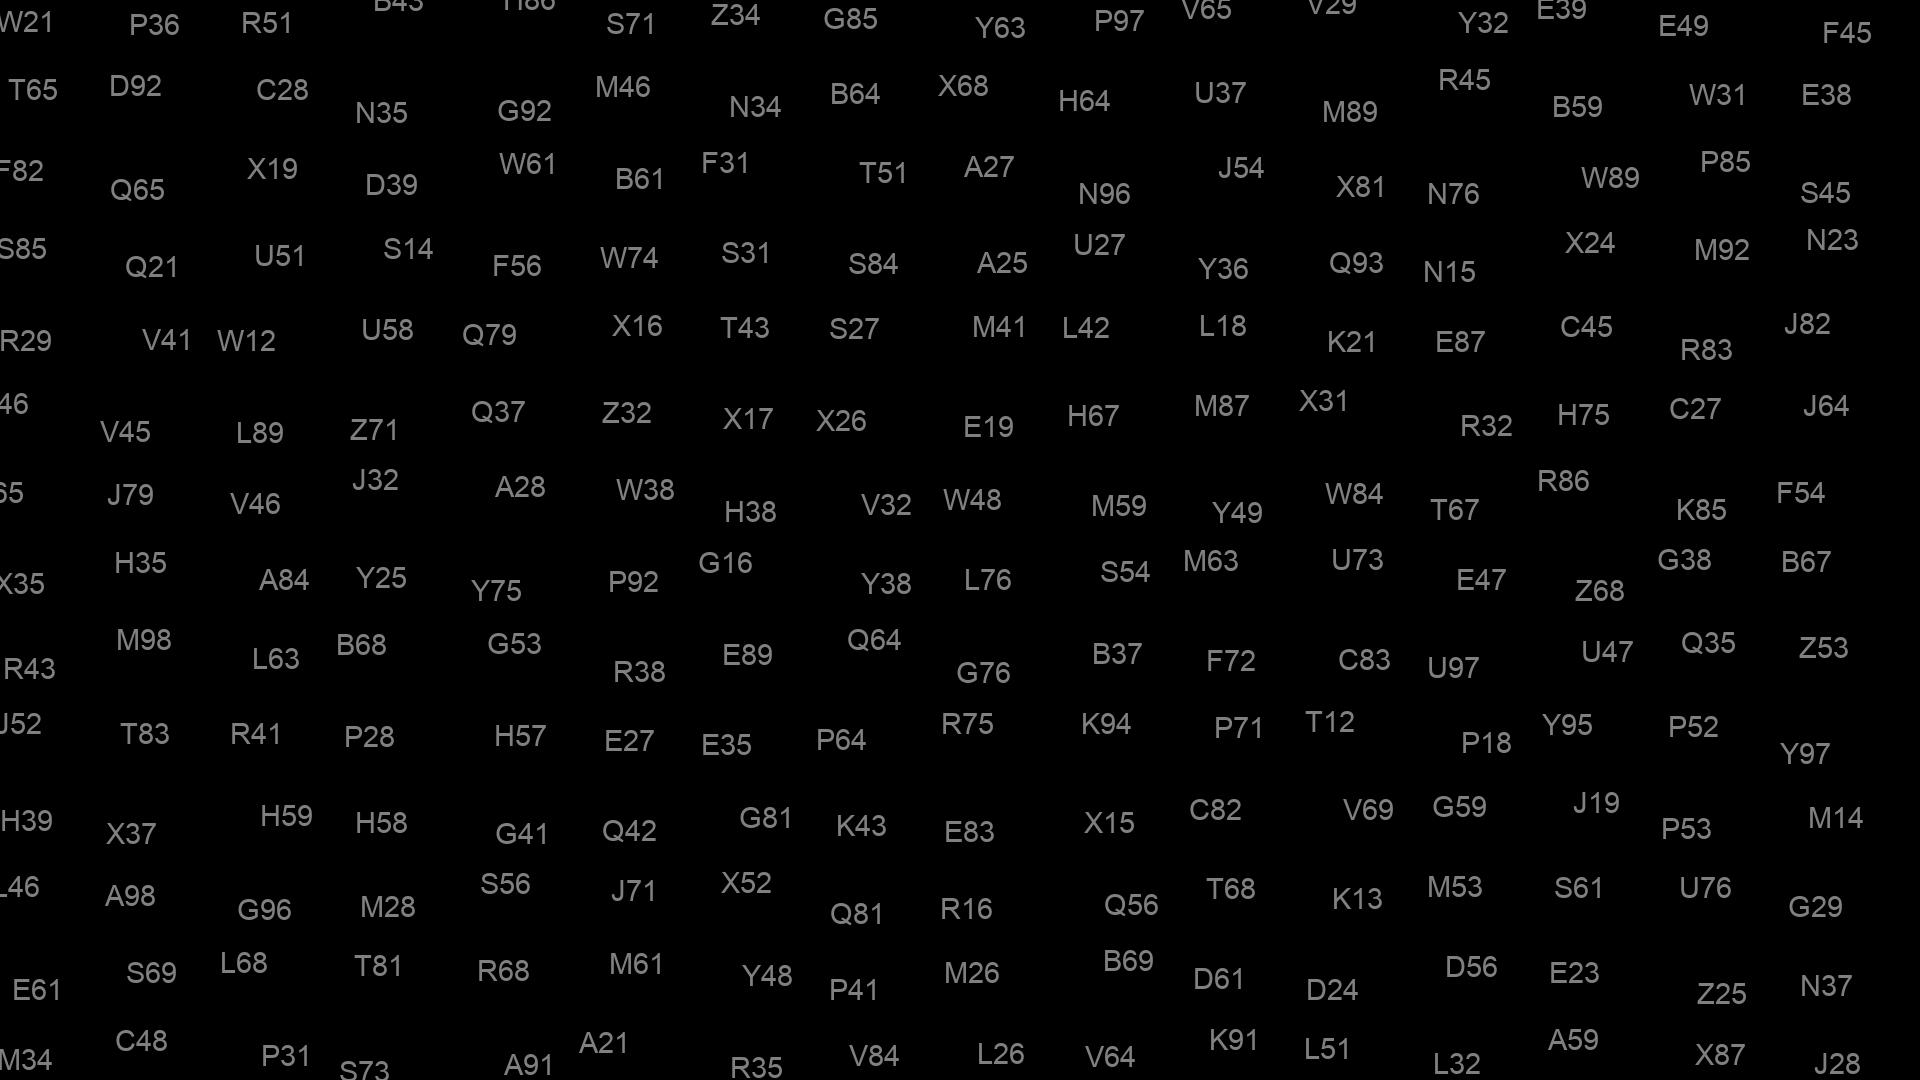 W21 P36 R51 B43 H86 S71 Z34 G85 Y63 P97 V65 V29 Y32 E39 E49 F45
T65 D92 C28 N35 G92 M46 N34 B64 X68 H64 U37 M89 R45 B59 W31 E38
F82 Q65 X19 D39 W61 B61 F31 T51 A27 N96 J54 X81 N76 W89 P85 S45
S85 Q21 U51 S14 F56 W74 S31 S84 A25 U27 Y36 Q93 N15 X24 M92 N23
R29 V41 W12 U58 Q79 X16 T43 S27 M41 L42 L18 K21 E87 C45 R83 J82
46 V45 L89 Z71 Q37 Z32 X17 X26 E19 H67 M87 X31 R32 H75 C27 J64
65 J79 V46 J32 A28 W38 H38 V32 W48 M59 Y49 W84 T67 R86 K85 F54
X35 H35 A84 Y25 Y75 P92 G16 Y38 L76 S54 M63 U73 E47 Z68 G38 B67
R43 M98 L63 B68 G53 R38 E89 Q64 G76 B37 F72 C83 U97 U47 Q35 Z53
J52 T83 R41 P28 H57 E27 E35 P64 R75 K94 P71 T12 P18 Y95 P52 Y97
H39 X37 H59 H58 G41 Q42 G81 K43 E83 X15 C82 V69 G59 J19 P53 M14
L46 A98 G96 M28 S56 J71 X52 Q81 R16 Q56 T68 K13 M53 S61 U76 G29
E61 S69 L68 T81 R68 M61 Y48 P41 M26 B69 D61 D24 D56 E23 Z25 N37
M34 C48 P31 S73 A91 A21 R35 V84 L26 V64 K91 L51 L32 A59 X87 J28